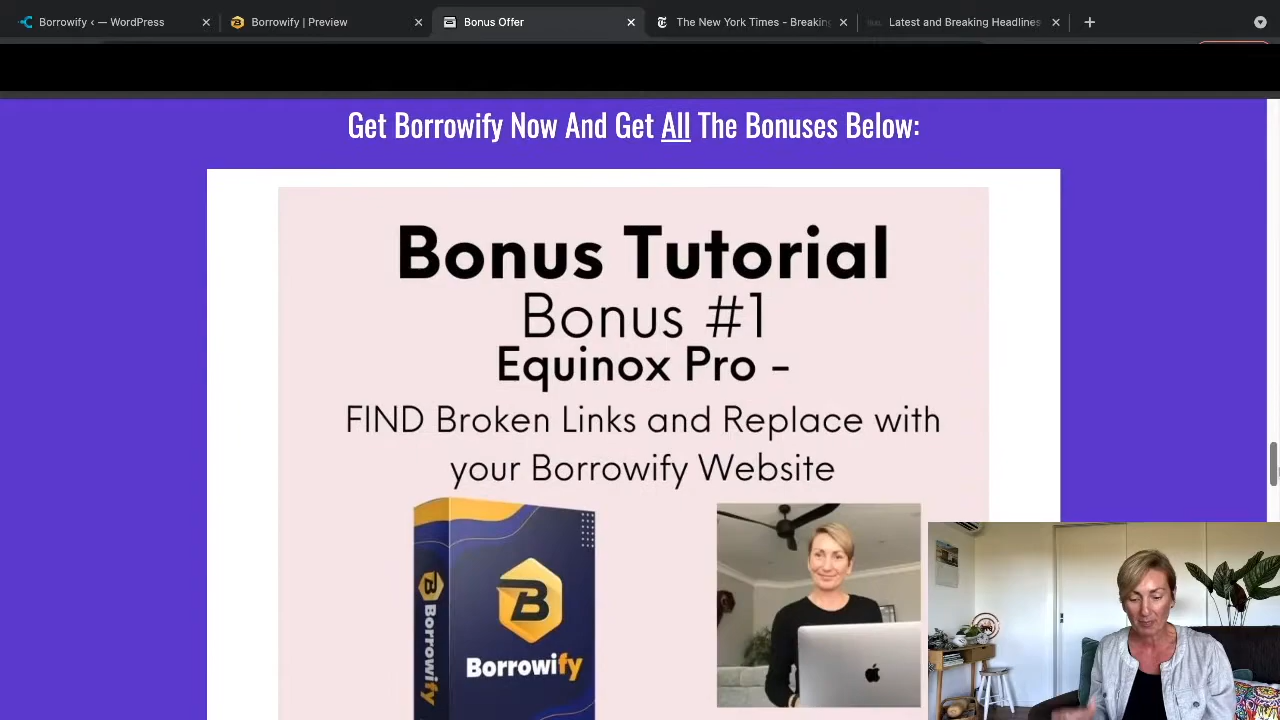 Borrowify ‹ — WordPress
Borrowify | Preview
Bonus Offer
The New York Times - Breaking
Latest and Breaking Headlines
Get Borrowify Now And Get All The Bonuses Below:
Bonus Tutorial
Bonus #1
Equinox Pro -
FIND Broken Links and Replace with
your Borrowify Website
Borrowify
Borrowify